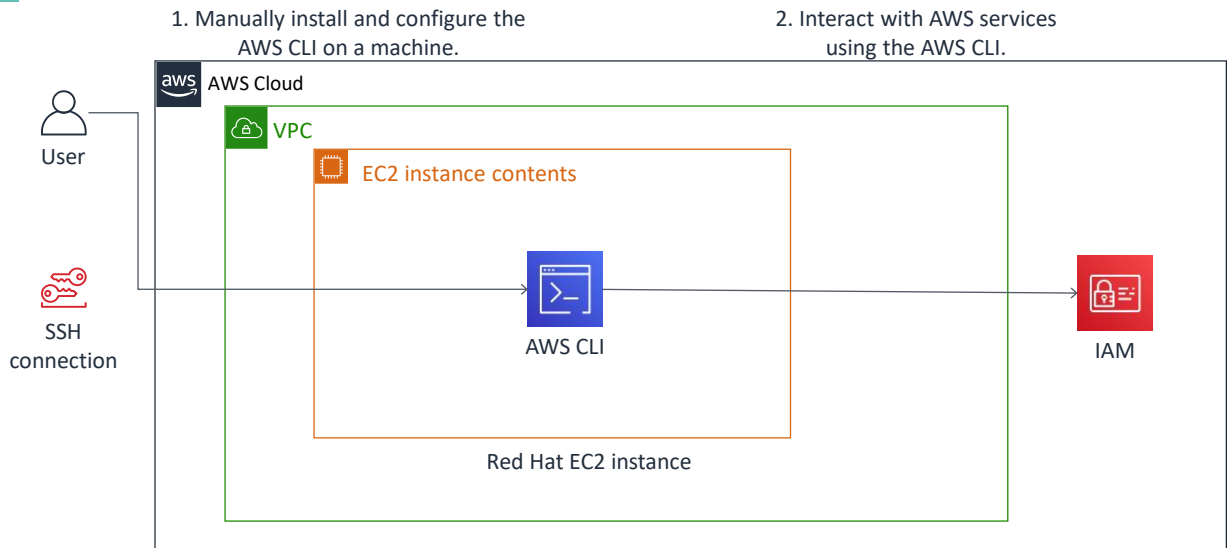 1. Manually install and configure the
AWS CLI on a machine.
2. Interact with AWS services
using the AWS CLI.
aws
AWS Cloud
User
VPC
EC2 instance contents
SSH
connection
AWS CLI
IAM
Red Hat EC2 instance